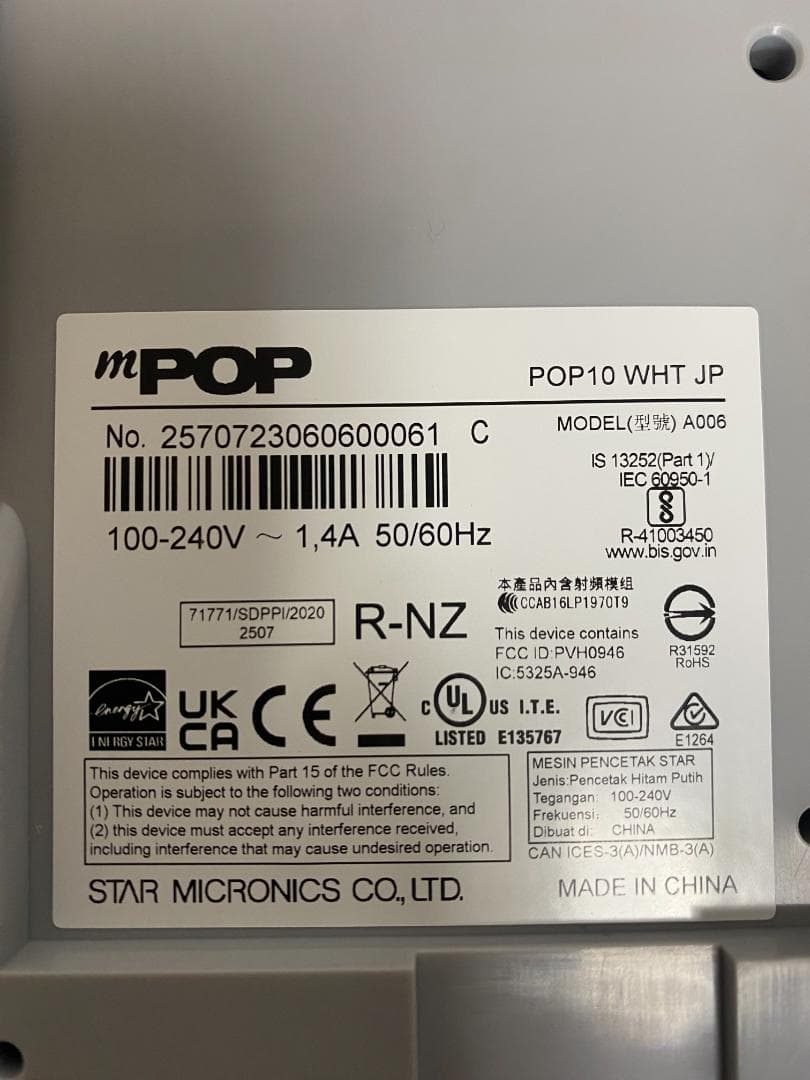 mPOP
POP10 WHT JP
No. 2570723060600061 C
MODEL(型號) A006
100-240V ～ 1,4A 50/60Hz
IS 13252(Part 1)/
IEC 60950-1
R-41003450
www.bis.gov.in
71771/SDPPI/2020
2507
R-NZ
本產品內含射頻模組
CCAB16LP1970T9
This device contains
FCC ID:PVH0946
IC:5325A-946
R31592
RoHS
energy
ENERGY STAR
UK
CA
CE
C UL US I.T.E.
LISTED E135767
VCI
E1264
This device complies with Part 15 of the FCC Rules.
Operation is subject to the following two conditions:
(1) This device may not cause harmful interference, and
(2) this device must accept any interference received,
including interference that may cause undesired operation.
MESIN PENCETAK STAR
Jenis:Pencetak Hitam Putih
Tegangan: 100-240V
Frekuensi: 50/60Hz
Dibuat di: CHINA
CAN ICES-3(A)/NMB-3(A)
STAR MICRONICS CO., LTD.
MADE IN CHINA